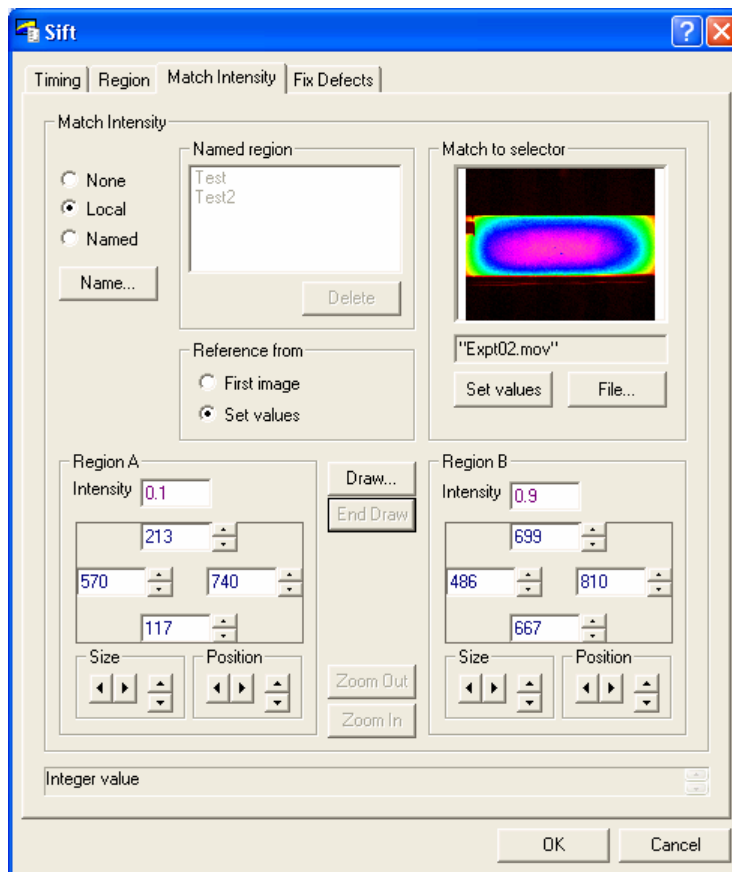 Sift
Timing Region Match Intensity Fix Defects
Match Intensity
None
Local
Named
Name...
Named region
Test
Test2
Delete
Reference from
First image
Set values
Match to selector
"Expt02.mov"
Set values File...
Region A
Intensity 0.1
213
570 740
117
Size Position
Draw...
End Draw
Zoom Out
Zoom In
Region B
Intensity 0.9
699
486 810
667
Size Position
Integer value
OK Cancel